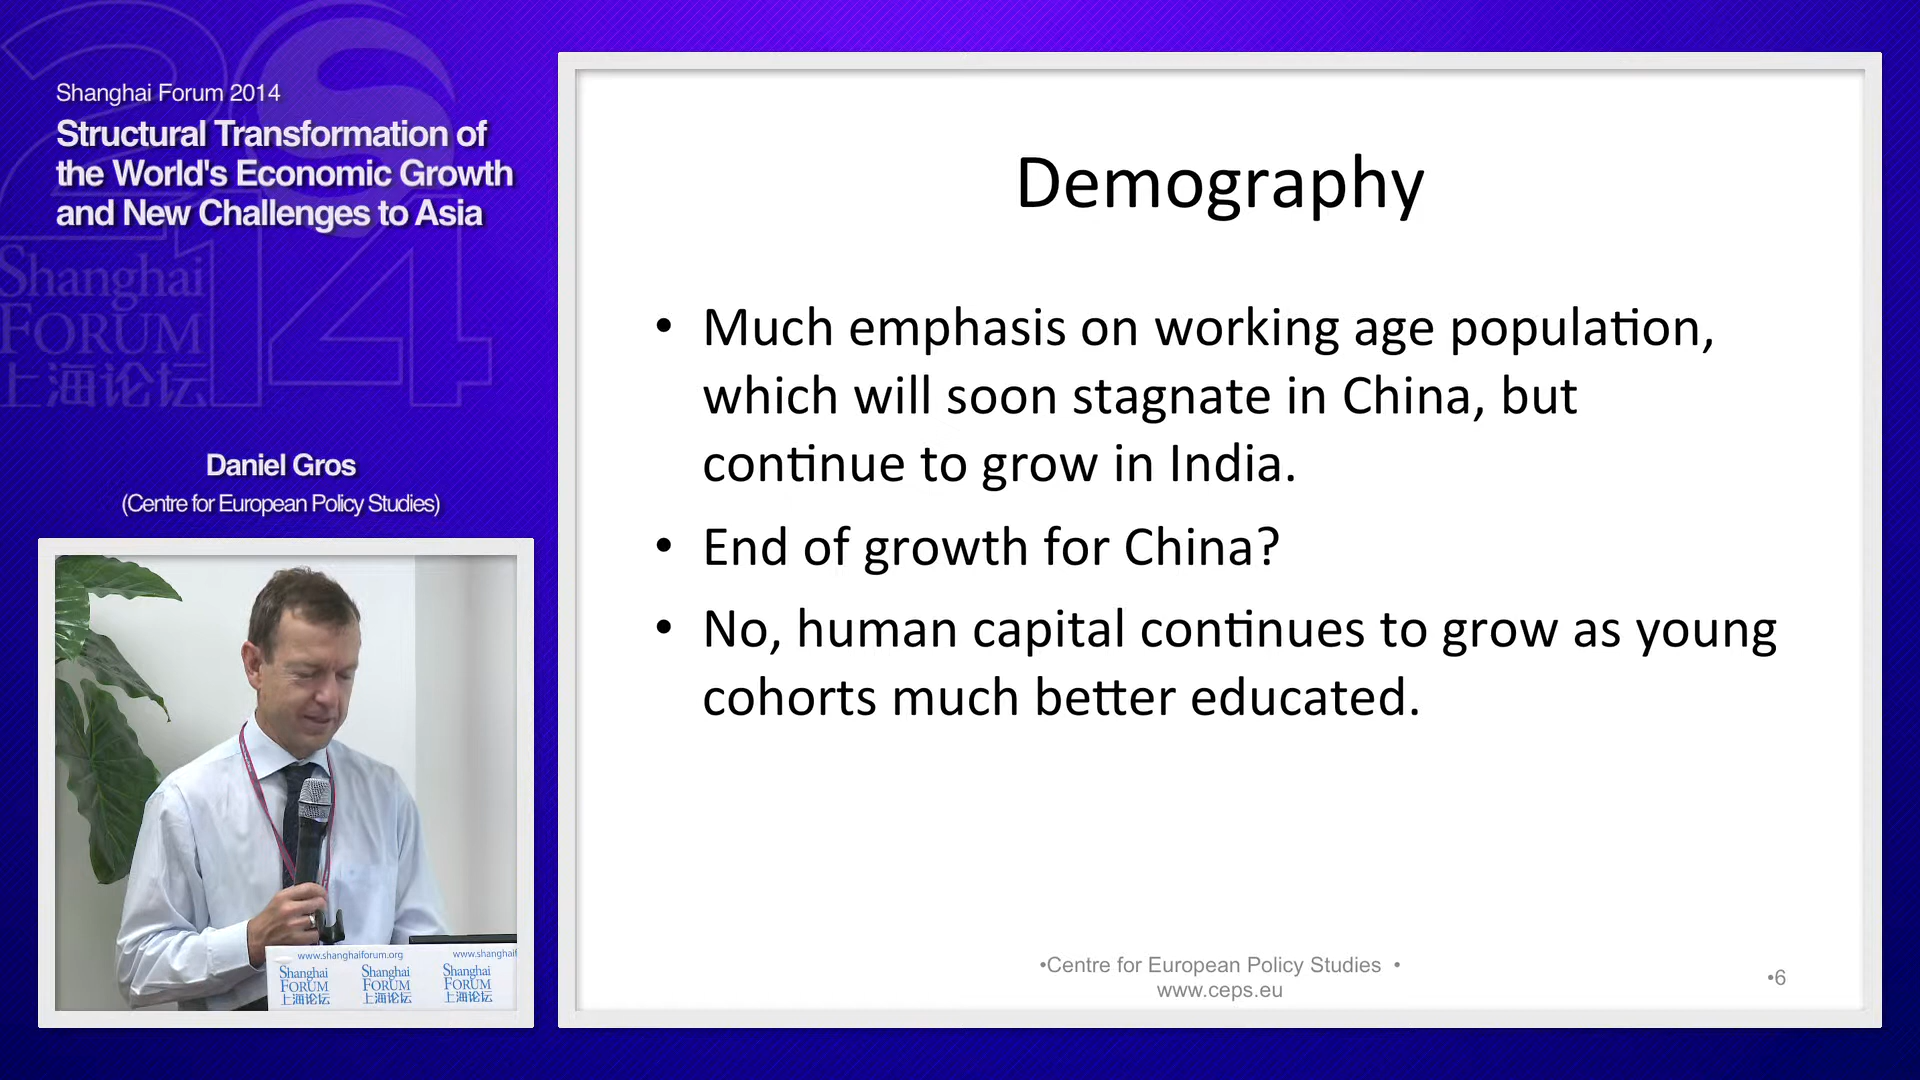 Shanghai Forum 2014
Structural Transformation of
the World's Economic Growth
and New Challenges to Asia
Shanghai
FORUM
上海论坛
2014
Daniel Gros
(Centre for European Policy Studies)
www.shanghaiforum.org
www.shanghaif
Shanghai
FORUM
上海论坛
Shanghai
FORUM
上海论坛
Shanghai
FORUM
上海论坛
Demography
• Much emphasis on working age population,
which will soon stagnate in China, but
continue to grow in India.
• End of growth for China?
• No, human capital continues to grow as young
cohorts much better educated.
•Centre for European Policy Studies •
www.ceps.eu
•6